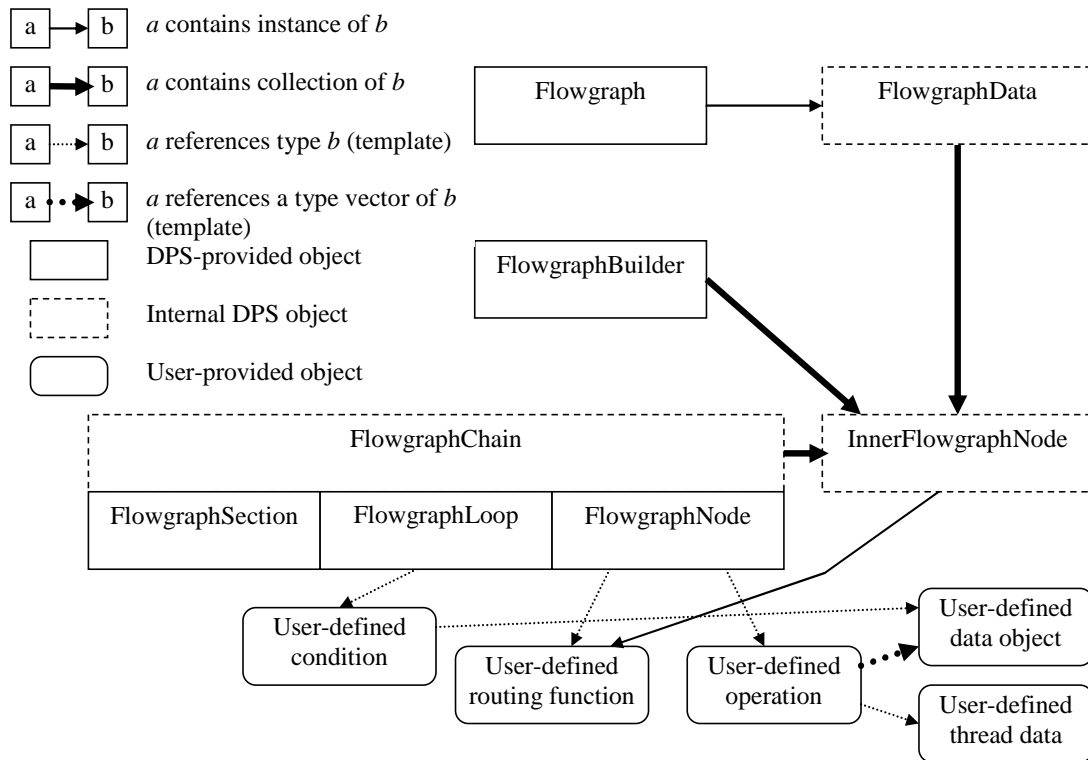 a b a contains instance of b
a b a contains collection of b
a b a references type b (template)
a b a references a type vector of b
(template)
DPS-provided object
Internal DPS object
User-provided object
Flowgraph
FlowgraphData
FlowgraphBuilder
FlowgraphChain
InnerFlowgraphNode
FlowgraphSection
FlowgraphLoop
FlowgraphNode
User-defined
condition
User-defined
routing function
User-defined
operation
User-defined
data object
User-defined
thread data